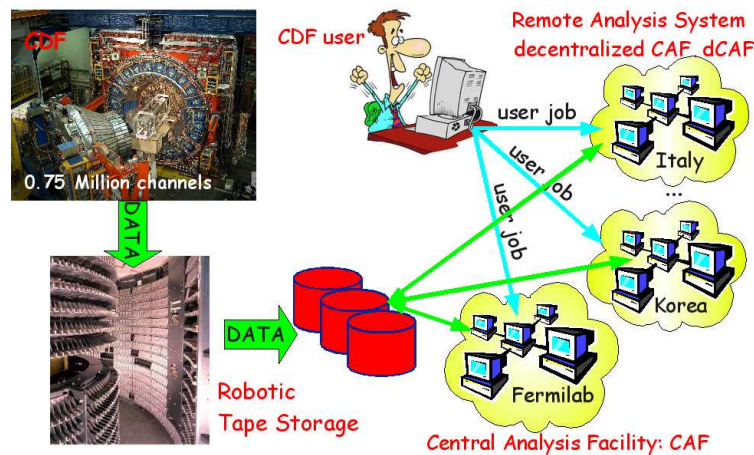 CDF
0.75 Million channels
DATA
DATA
Robotic
Tape Storage
CDF user
user job
user job
user job
Remote Analysis System
decentralized CAF dCAF
Italy
...
Korea
Fermilab
Central Analysis Facility: CAF